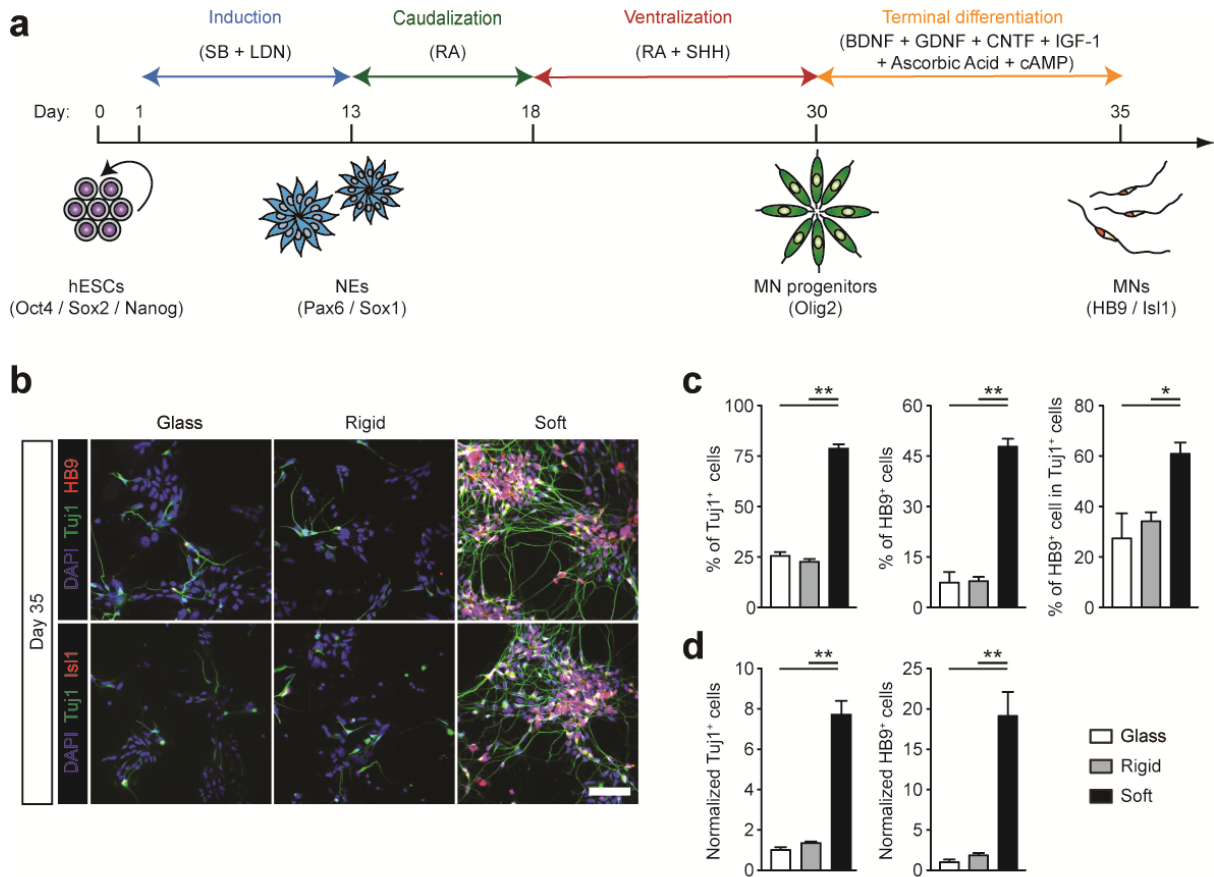 a
Induction
Caudalization
Ventralization
Terminal differentiation
(SB + LDN)
(RA)
(RA + SHH)
(BDNF + GDNF + CNTF + IGF-1
+ Ascorbic Acid + cAMP)
Day:
0
1
13
18
30
35
hESCs
(Oct4 / Sox2 / Nanog)
NEs
(Pax6 / Sox1)
MN progenitors
(Olig2)
MNs
(HB9 / Isl1)
b
Glass
Rigid
Soft
Day 35
DAPI Tuj1 HB9
DAPI Tuj1 Isl1
c
% of Tuj1⁺ cells
100
75
50
25
0
**
% of HB9⁺ cells
60
45
30
15
0
**
% of HB9⁺ cell in Tuj1⁺ cells
80
60
40
20
0
*
d
Normalized Tuj1⁺ cells
10
8
6
4
2
0
**
Normalized HB9⁺ cells
25
20
15
10
5
0
**
Glass
Rigid
Soft